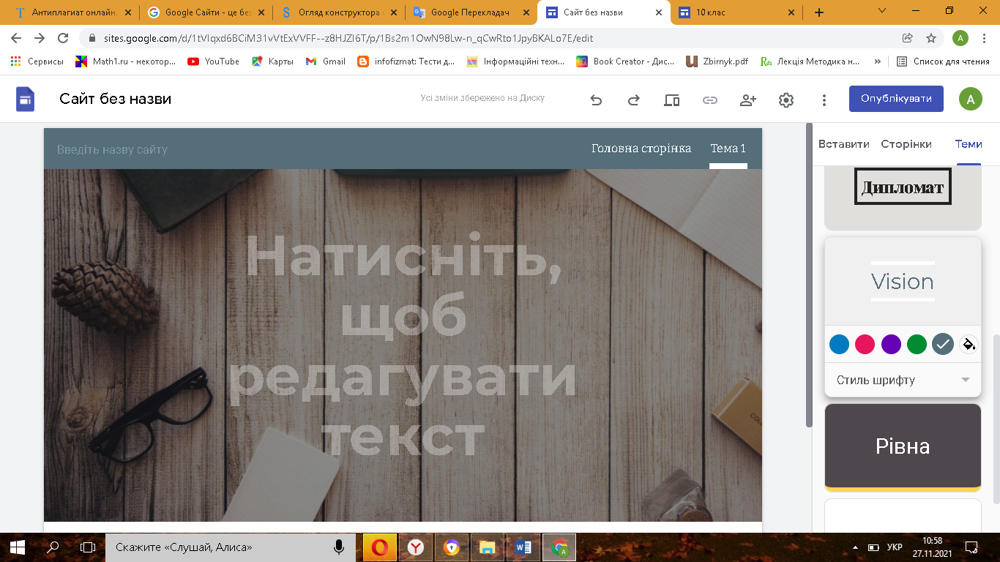 Антиплагиат онлайн.
Google Сайти - це без
Огляд конструктора
Google Перекладач
Сайт без назви
10 клас
sites.google.com/d/1tVIqxd6BCiM31vVtExVVFF--z8HJZI6T/p/1Bs2m1OwN98Lw-n_qCwRto1JpyBKALo7E/edit
A
Сервисы
Math1.ru - некотор...
YouTube
Карты
Gmail
infofizmat: Тести д...
Інформаційні техн...
Book Creator - Дис...
Zbirnyk.pdf
Лекція Методика н...
»
Список для чтения
Сайт без назви
Усі зміни збережено на Диску
Опублікувати
A
Введіть назву сайту
Головна сторінка
Тема 1
Натисніть,
щоб
редагувати
текст
Вставити
Сторінки
Теми
Дипломат
Vision
Стиль шрифту
Рівна
Скажите «Слушай, Алиса»
УКР
10:58
27.11.2021